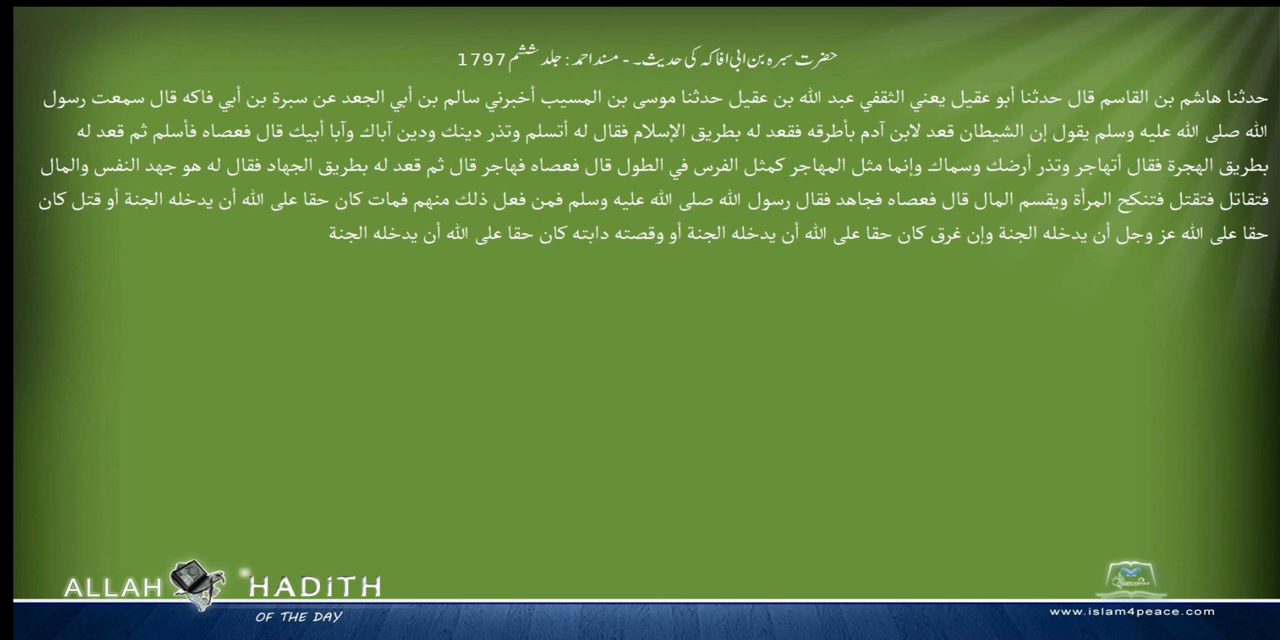 حضرت سبرہ بن ابی افاکہ کی حدیث۔ - مسند احمد : جلد ششم 1797
حدثنا هاشم بن القاسم قال حدثنا أبو عقيل يعني الثقفي عبد الله بن عقيل حدثنا موسى بن المسيب أخبرني سالم بن أبي الجعد عن سبرة بن أبي فاكه قال سمعت رسول
الله صلى الله عليه وسلم يقول إن الشيطان قعد لابن آدم بأطرقه فقعد له بطريق الإسلام فقال له أتسلم وتذر دينك ودين آباك وآبا أبيك قال فعصاه فأسلم ثم قعد له
بطريق الهجرة فقال أتهاجر وتذر أرضك وسماك وإنما مثل المهاجر كمثل الفرس في الطول قال فعصاه فهاجر قال ثم قعد له بطريق الجهاد فقال له هو جهد النفس والمال
فتقاتل فتقتل فتنكح المرأة ويقسم المال قال فعصاه فجاهد فقال رسول الله صلى الله عليه وسلم فمن فعل ذلك منهم فمات كان حقا على الله أن يدخله الجنة أو قتل كان
حقا على الله عز وجل أن يدخله الجنة وإن غرق كان حقا على الله أن يدخله الجنة أو وقصته دابته كان حقا على الله أن يدخله الجنة
ALLAH HADITH
OF THE DAY
www.islam4peace.com